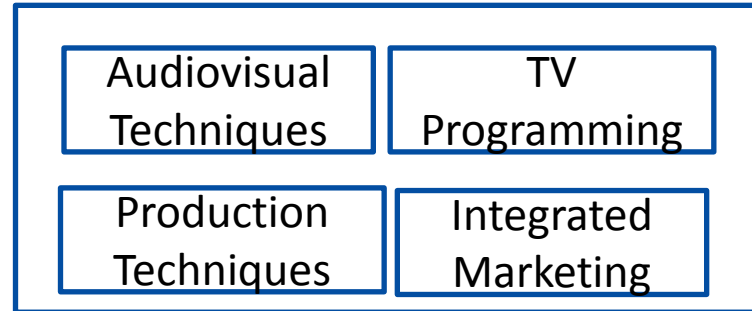 Audiovisual
Techniques
TV
Programming
Production
Techniques
Integrated
Marketing